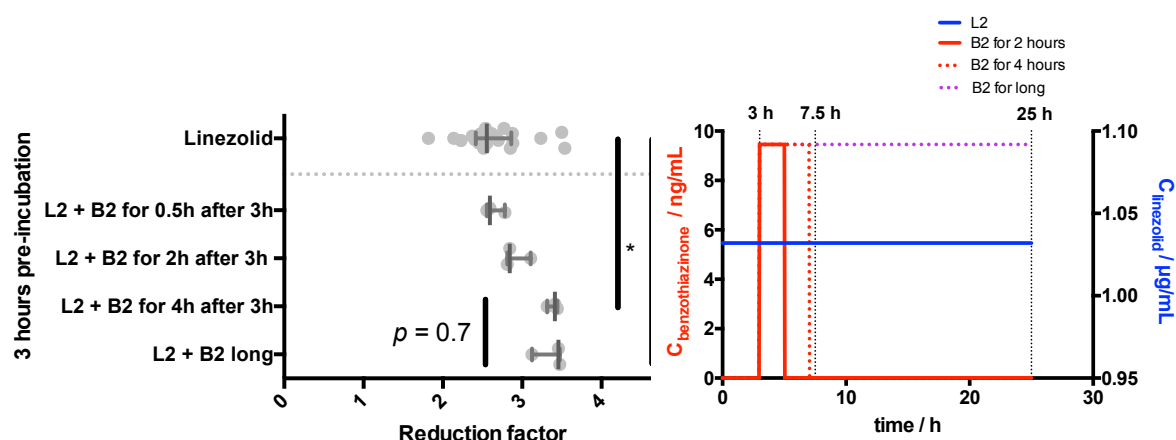 3 hours pre-incubation
Linezolid
L2 + B2 for 0.5h after 3h
L2 + B2 for 2h after 3h
L2 + B2 for 4h after 3h
L2 + B2 long
p = 0.7
*
0
1
2
3
4
Reduction factor
L2
B2 for 2 hours
B2 for 4 hours
B2 for long
3 h
7.5 h
25 h
10
8
6
4
2
0
Cbenzothiazinone / ng/mL
1.10
1.05
1.00
0.95
Clinezolid / µg/mL
0
10
20
30
time / h